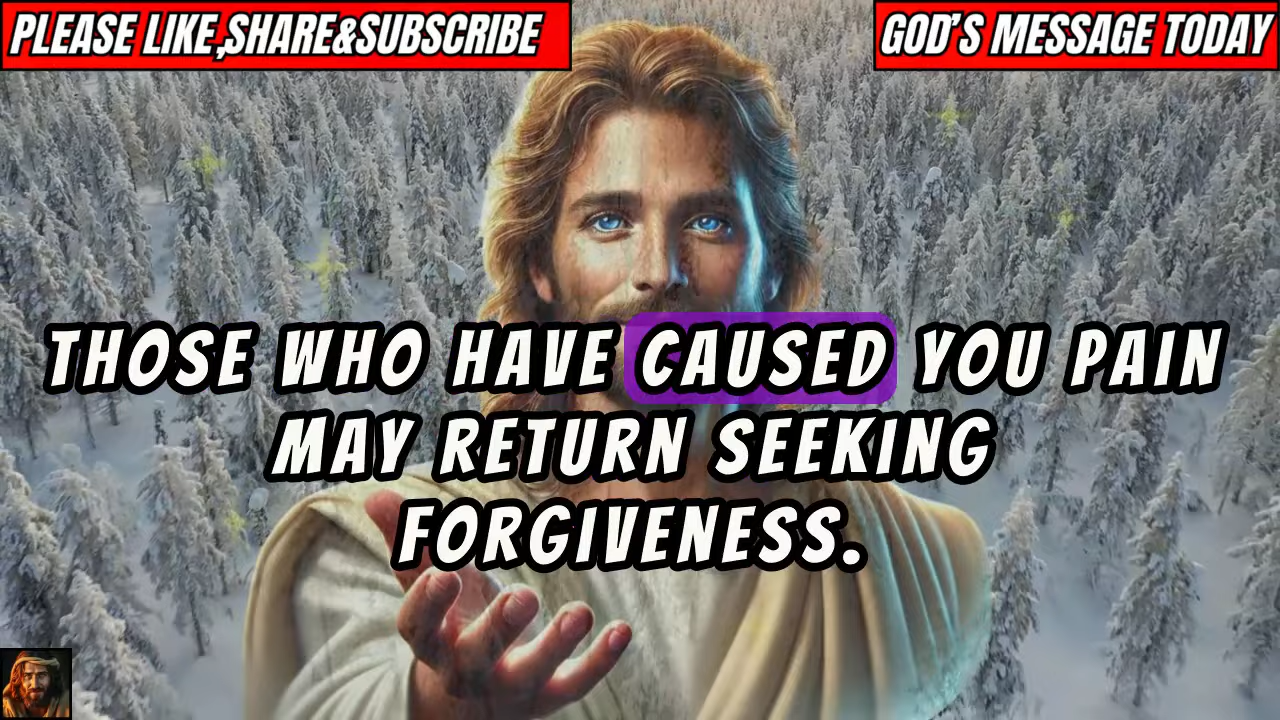 PLEASE LIKE,SHARE&SUBSCRIBE
GOD'S MESSAGE TODAY
THOSE WHO HAVE CAUSED YOU PAIN
MAY RETURN SEEKING
FORGIVENESS.